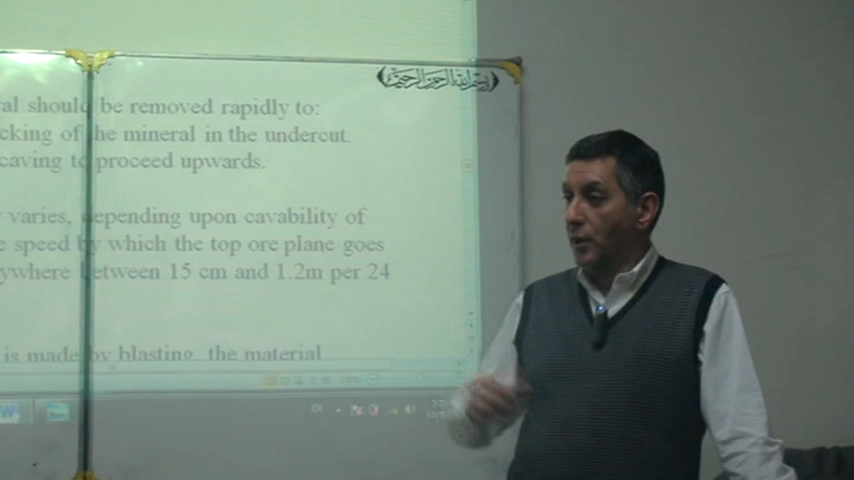 بسم الله الرحمن الرحيم
al should be removed rapidly to:
cking of the mineral in the undercut.
caving to proceed upwards.
varies, depending upon cavability of
speed by which the top ore plane goes
ywhere between 15 cm and 1.2m per 24
is made by blasting, the material